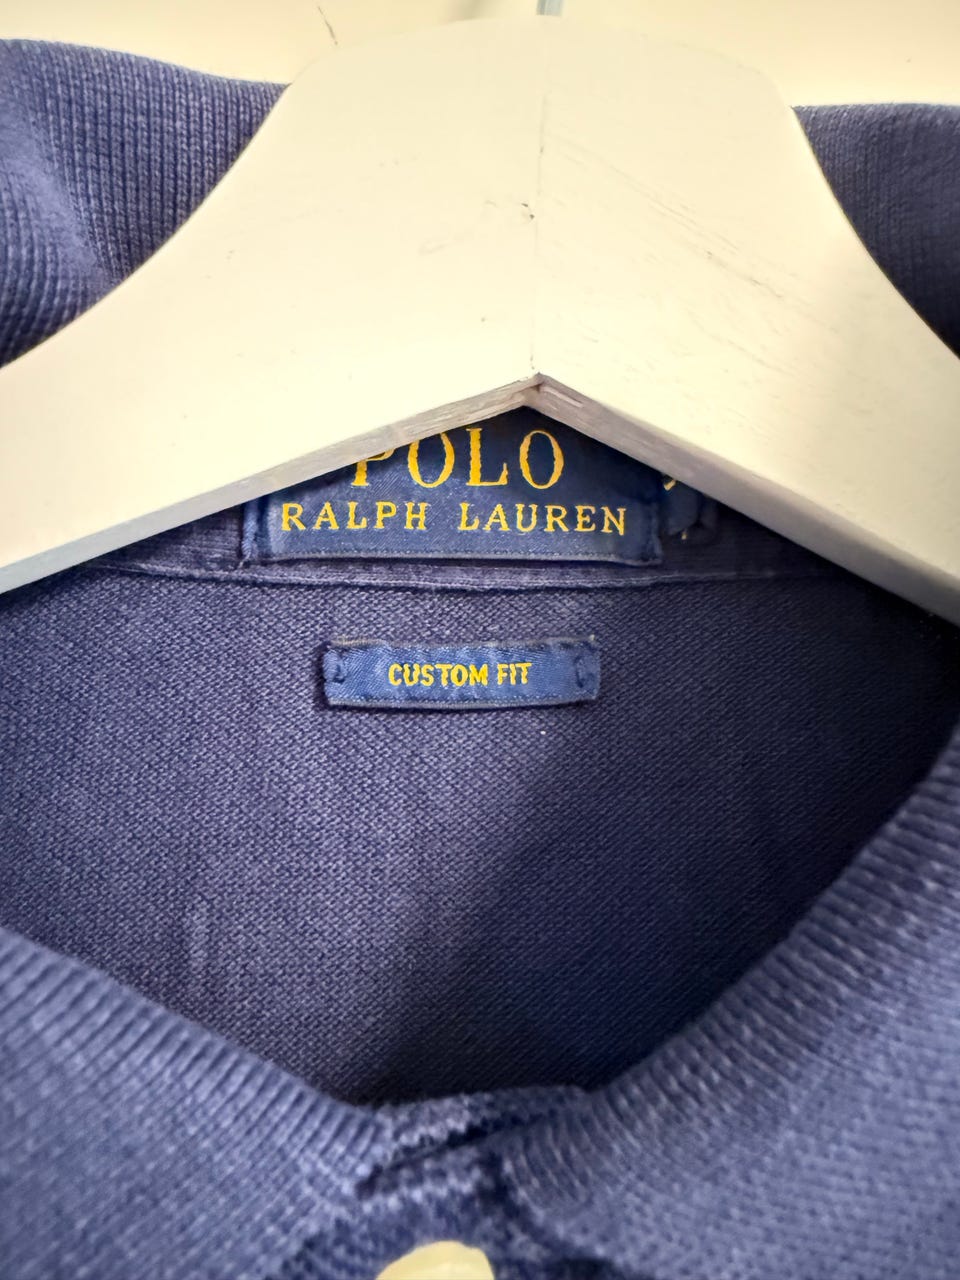 POLO
RALPH LAUREN
CUSTOM FIT